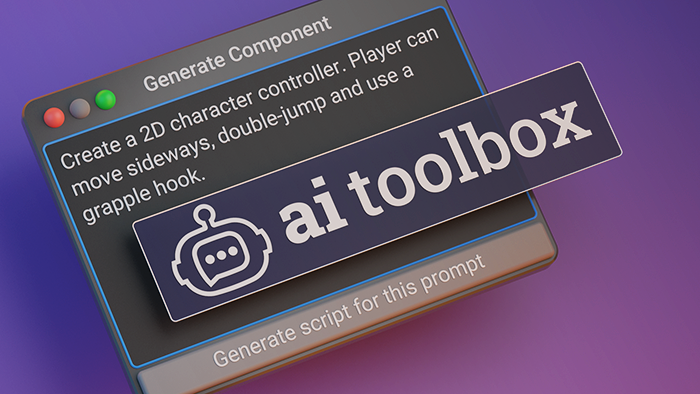 Generate Component
Create a 2D character controller. Player can
move sideways, double-jump and use a
grapple hook.
ai toolbox
Generate script for this prompt